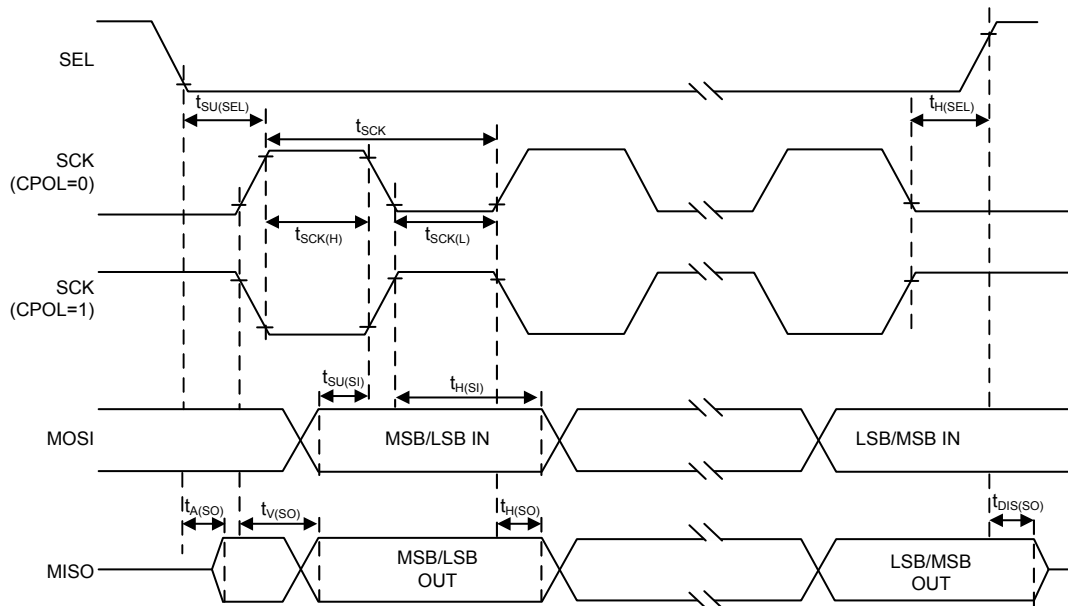 SEL
tSU(SEL)
tH(SEL)
tSCK
SCK
(CPOL=0)
tSCK(H)
tSCK(L)
SCK
(CPOL=1)
tSU(SI)
tH(SI)
MOSI
MSB/LSB IN
LSB/MSB IN
tA(SO)
tV(SO)
tH(SO)
tDIS(SO)
MISO
MSB/LSB
OUT
LSB/MSB
OUT